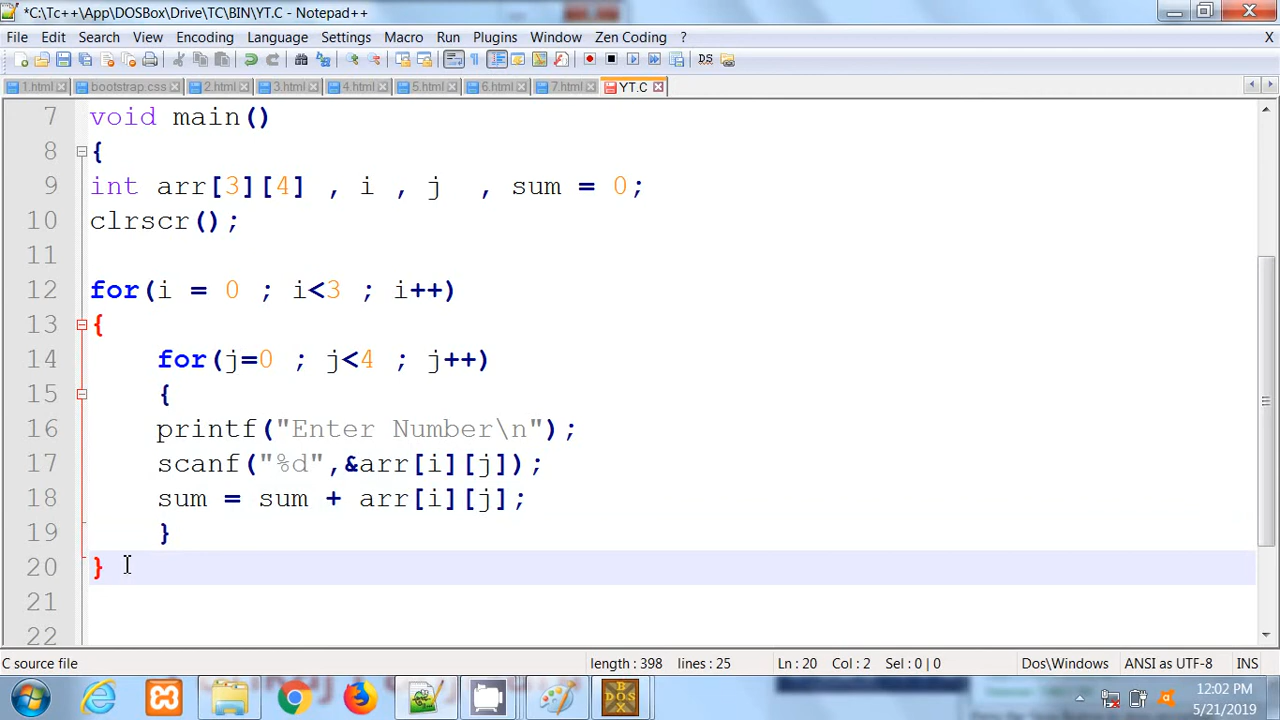 *C:\Tc++\App\DOSBox\Drive\TC\BIN\YT.C - Notepad++
File Edit Search View Encoding Language Settings Macro Run Plugins Window Zen Coding ? X
1.html bootstrap.css 2.html 3.html 4.html 5.html 6.html 7.html YT.C
7 void main()
8 {
9 int arr[3][4] , i , j , sum = 0;
10 clrscr();
11
12 for(i = 0 ; i<3 ; i++)
13 {
14 for(j=0 ; j<4 ; j++)
15 {
16 printf("Enter Number\n");
17 scanf("%d",&arr[i][j]);
18 sum = sum + arr[i][j];
19 }
20 }
21
22
C source file length : 398 lines : 25 Ln : 20 Col : 2 Sel : 0 | 0 Dos\Windows ANSI as UTF-8 INS
12:02 PM
5/21/2019